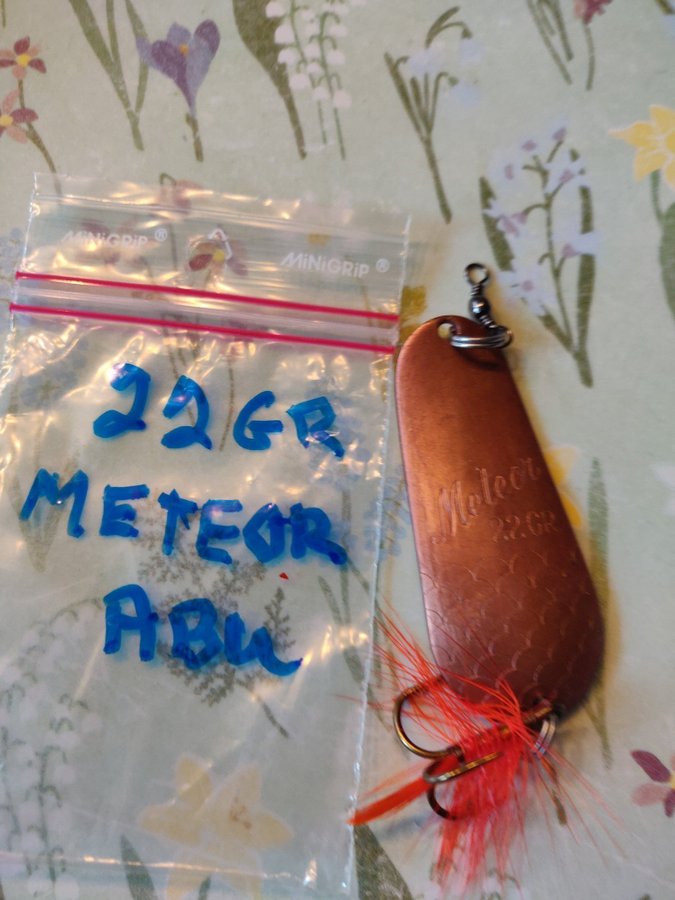 MiNiGRiP ®
MiNiGRiP ®
22GR
METEOR
ABU
Meteor
22GR